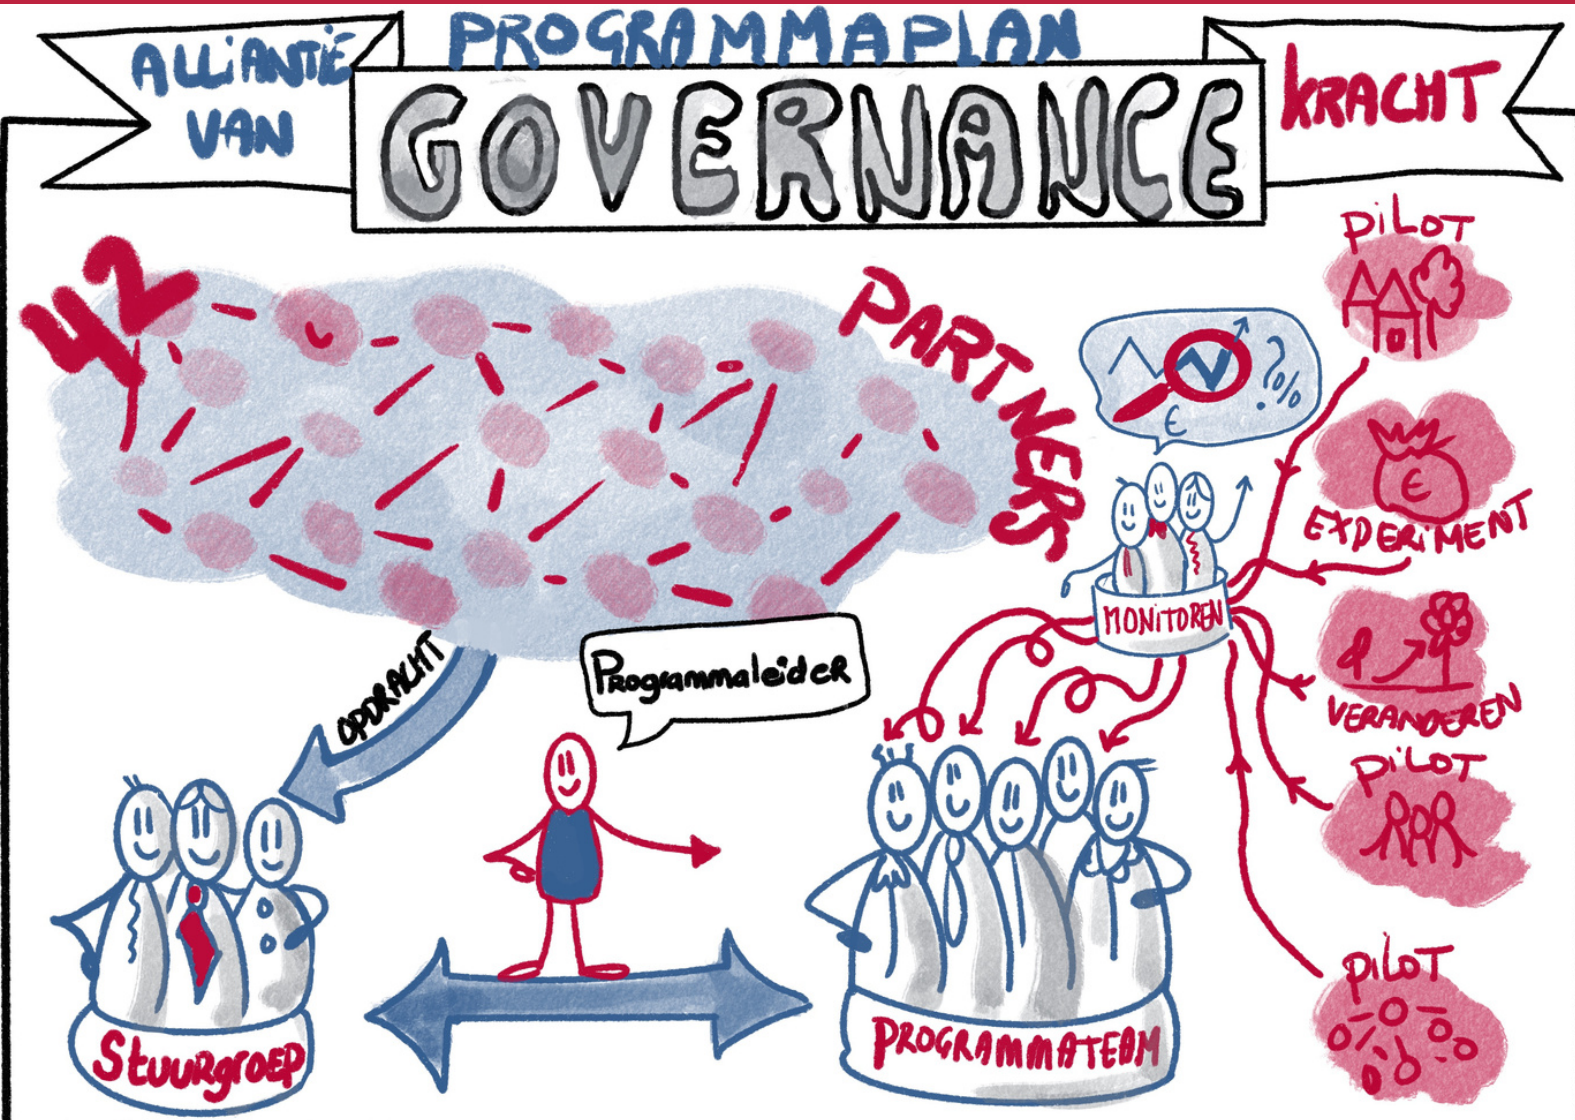 ALLiANTiE
VAN
PROGRAMMAPLAN
GOVERNANCE
KRACHT
42
PARTNERS
€
?
%
PiLOT
€
EXPERiMENT
MONiTOREN
VERANDEREN
PiLOT
PiLOT
OPDRACHT
Programmaleider
Stuurgroep
PROGRAMMATEAM